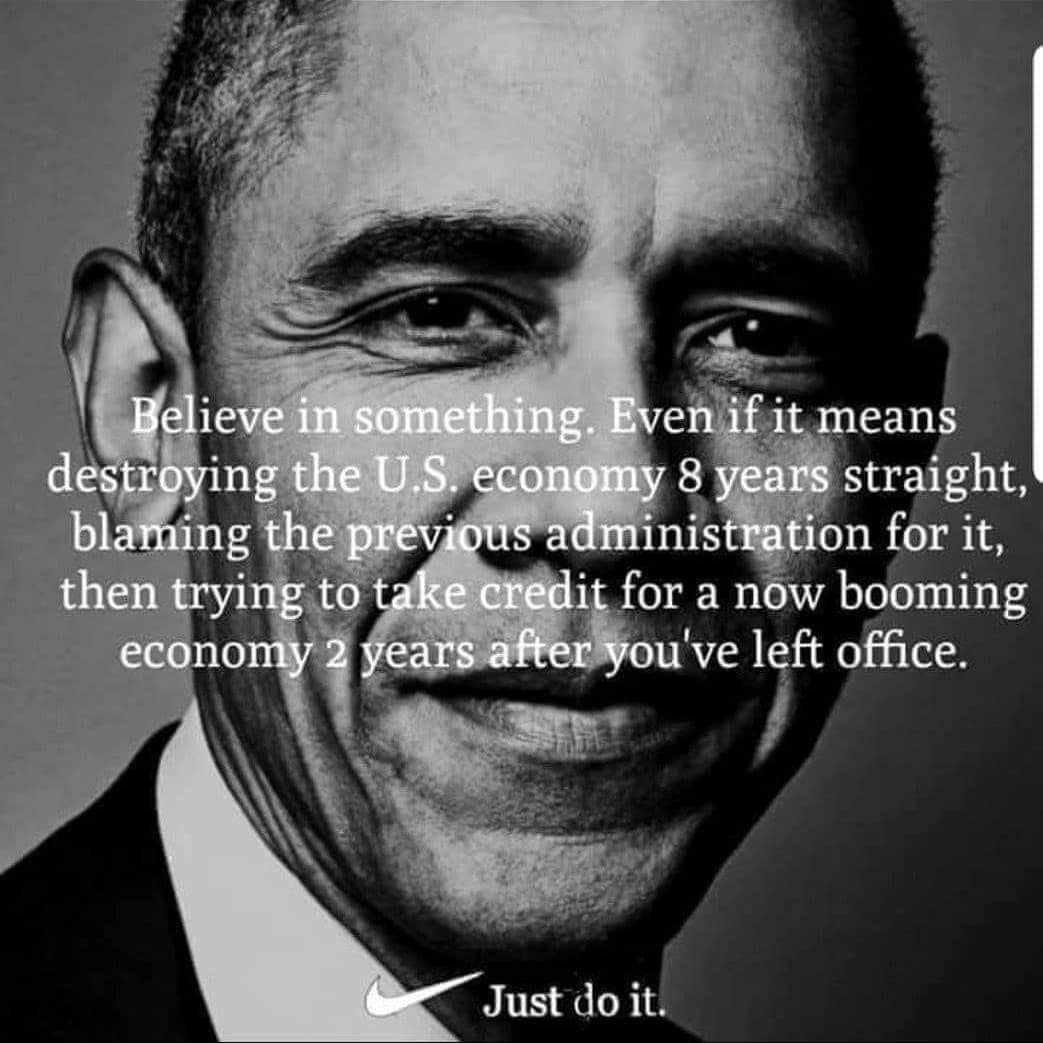 Believe in something. Even if it means
destroying the U.S. economy 8 years straight,
blaming the previous administration for it,
then trying to take credit for a now booming
economy 2 years after you've left office.
Just do it.